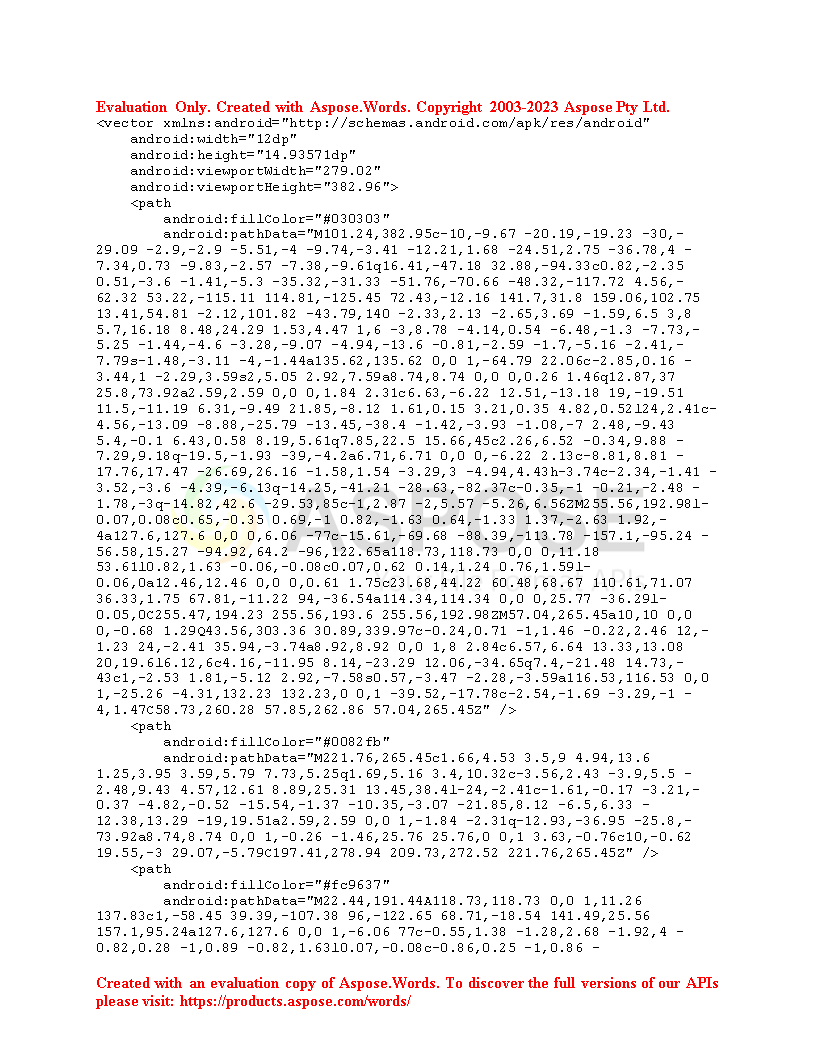 Evaluation Only. Created with Aspose.Words. Copyright 2003-2023 Aspose Pty Ltd.
<vector xmlns:android="http://schemas.android.com/apk/res/android"
android:width="12dp"
android:height="14.93571dp"
android:viewportWidth="279.02"
android:viewportHeight="382.96">
<path
android:fillColor="#030303"
android:pathData="M101.24,382.95c-10,-9.67 -20.19,-19.23 -30,-
29.09 -2.9,-2.9 -5.51,-4 -9.74,-3.41 -12.21,1.68 -24.51,2.75 -36.78,4 -
7.34,0.73 -9.83,-2.57 -7.38,-9.61q16.41,-47.18 32.88,-94.33c0.82,-2.35
0.51,-3.6 -1.41,-5.3 -35.32,-31.33 -51.76,-70.66 -48.32,-117.72 4.56,-
62.32 53.22,-115.11 114.81,-125.45 72.43,-12.16 141.7,31.8 159.06,102.75
13.41,54.81 -2.12,101.82 -43.79,140 -2.33,2.13 -2.65,3.69 -1.59,6.5 3,8
5.7,16.18 8.48,24.29 1.53,4.47 1,6 -3,8.78 -4.14,0.54 -6.48,-1.3 -7.73,-
5.25 -1.44,-4.6 -3.28,-9.07 -4.94,-13.6 -0.81,-2.59 -1.7,-5.16 -2.41,-
7.79s-1.48,-3.11 -4,-1.44a135.62,135.62 0,0 1,-64.79 22.06c-2.85,0.16 -
3.44,1 -2.29,3.59s2,5.05 2.92,7.59a8.74,8.74 0,0 0,0.26 1.46q12.87,37
25.8,73.92a2.59,2.59 0,0 0,1.84 2.31c6.63,-6.22 12.51,-13.18 19,-19.51
11.5,-11.19 6.31,-9.49 21.85,-8.12 1.61,0.15 3.21,0.35 4.82,0.52l24,2.41c-
4.56,-13.09 -8.88,-25.79 -13.45,-38.4 -1.42,-3.93 -1.08,-7 2.48,-9.43
5.4,-0.1 6.43,0.58 8.19,5.61q7.85,22.5 15.66,45c2.26,6.52 -0.34,9.88 -
7.29,9.18q-19.5,-1.93 -39,-4.2a6.71,6.71 0,0 0,-6.22 2.13c-8.81,8.81 -
17.76,17.47 -26.69,26.16 -1.58,1.54 -3.29,3 -4.94,4.43h-3.74c-2.34,-1.41 -
3.52,-3.6 -4.39,-6.13q-14.25,-41.21 -28.63,-82.37c-0.35,-1 -0.21,-2.48 -
1.78,-3q-14.82,42.6 -29.53,85c-1,2.87 -2,5.57 -5.26,6.56ZM255.56,192.98l-
0.07,0.08c0.65,-0.35 0.69,-1 0.82,-1.63 0.64,-1.33 1.37,-2.63 1.92,-
4a127.6,127.6 0,0 0,6.06 -77c-15.61,-69.68 -88.39,-113.78 -157.1,-95.24 -
56.58,15.27 -94.92,64.2 -96,122.65a118.73,118.73 0,0 0,11.18
53.61l0.82,1.63 -0.06,-0.08c0.07,0.62 0.14,1.24 0.76,1.59l-
0.06,0a12.46,12.46 0,0 0,0.61 1.75c23.68,44.22 60.48,68.67 110.61,71.07
36.33,1.75 67.81,-11.22 94,-36.54a114.34,114.34 0,0 0,25.77 -36.29l-
0.05,0C255.47,194.23 255.56,193.6 255.56,192.98ZM57.04,265.45a10,10 0,0
0,-0.68 1.29Q43.56,303.36 30.89,339.97c-0.24,0.71 -1,1.46 -0.22,2.46 12,-
1.23 24,-2.41 35.94,-3.74a8.92,8.92 0,0 1,8 2.84c6.57,6.64 13.33,13.08
20,19.616.12,6c4.16,-11.95 8.14,-23.29 12.06,-34.65q7.4,-21.48 14.73,-
43c1,-2.53 1.81,-5.12 2.92,-7.58s0.57,-3.47 -2.28,-3.59a116.53,116.53 0,0
1,-25.26 -4.31,132.23 132.23,0 0,1 -39.52,-17.78c-2.54,-1.69 -3.29,-1 -
4,1.47C58.73,260.28 57.85,262.86 57.04,265.45Z" />
<path
android:fillColor="#0082fb"
android:pathData="M221.76,265.45c1.66,4.53 3.5,9 4.94,13.6
1.25,3.95 3.59,5.79 7.73,5.25q1.69,5.16 3.4,10.32c-3.56,2.43 -3.9,5.5 -
2.48,9.43 4.57,12.61 8.89,25.31 13.45,38.4l-24,-2.41c-1.61,-0.17 -3.21,-
0.37 -4.82,-0.52 -15.54,-1.37 -10.35,-3.07 -21.85,8.12 -6.5,6.33 -
12.38,13.29 -19,19.51a2.59,2.59 0,0 1,-1.84 -2.31q-12.93,-36.95 -25.8,-
73.92a8.74,8.74 0,0 1,-0.26 -1.46,25.76 25.76,0 0,1 3.63,-0.76c10,-0.62
19.55,-3 29.07,-5.79C197.41,278.94 209.73,272.52 221.76,265.45Z" />
<path
android:fillColor="#fc9637"
android:pathData="M22.44,191.44A118.73,118.73 0,0 1,11.26
137.83c1,-58.45 39.39,-107.38 96,-122.65 68.71,-18.54 141.49,25.56
157.1,95.24a127.6,127.6 0,0 1,-6.06 77c-0.55,1.38 -1.28,2.68 -1.92,4 -
0.82,0.28 -1,0.89 -0.82,1.63l0.07,-0.08c-0.86,0.25 -1,0.86 -
ASPOSE
Created with an evaluation copy of Aspose.Words. To discover the full versions of our APIs
please visit: https://products.aspose.com/words/